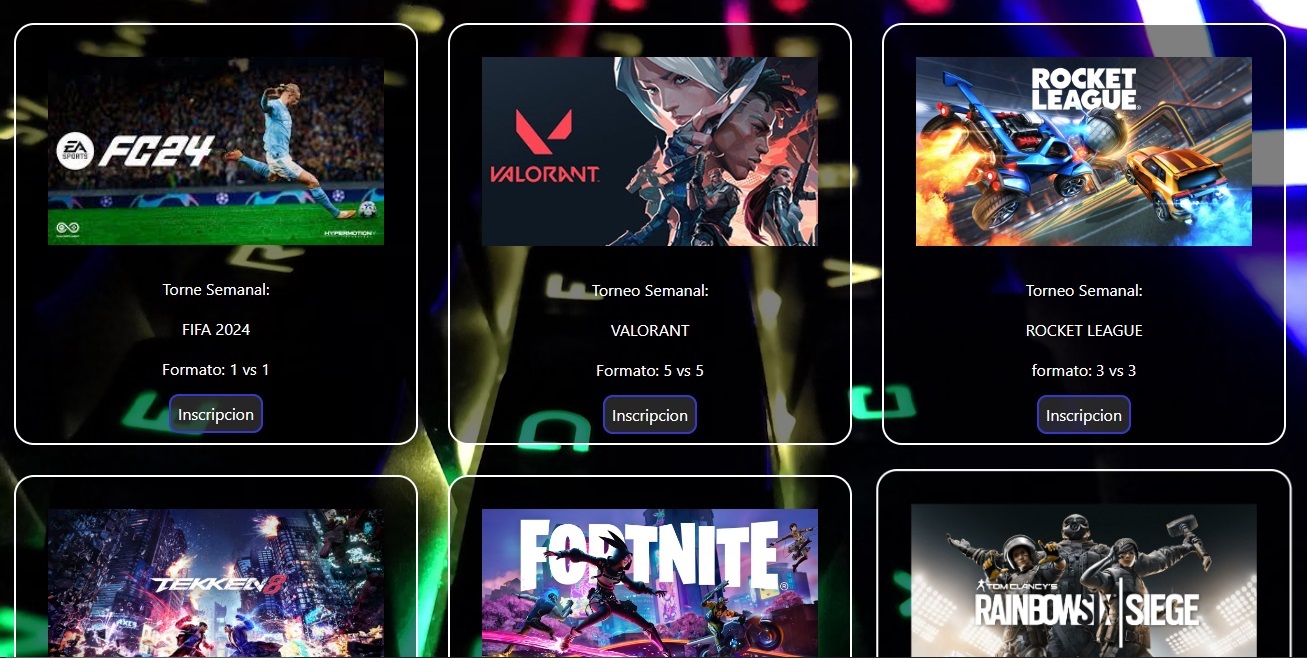 EA SPORTS FC24
HYPERMOTIONV
Torne Semanal:
FIFA 2024
Formato: 1 vs 1
Inscripcion
VALORANT
Torneo Semanal:
VALORANT
Formato: 5 vs 5
Inscripcion
ROCKET
LEAGUE
Torneo Semanal:
ROCKET LEAGUE
formato: 3 vs 3
Inscripcion
TEKKEN 8
FORTNITE
TOM CLANCY'S
RAINBOW SIX | SIEGE